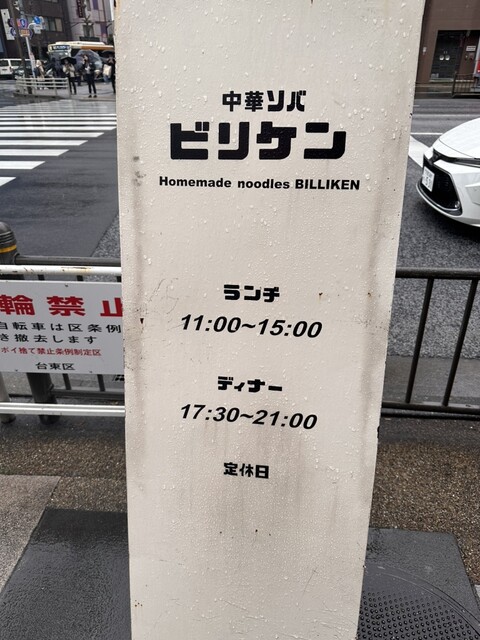 中華ソバ
ビリケン
Homemade noodles BILLIKEN
ランチ
11:00~15:00
ディナー
17:30~21:00
定休日
輪禁止
自転車は区条例
き撤去します
ポイ捨て禁止条例制定区
台東区